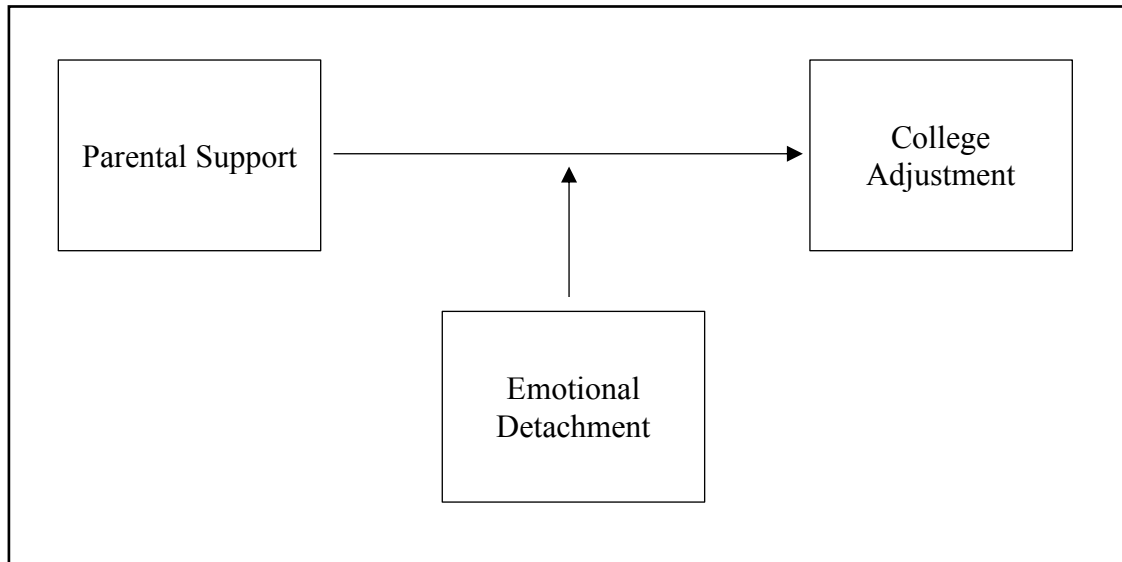 Parental Support
College
Adjustment
Emotional
Detachment